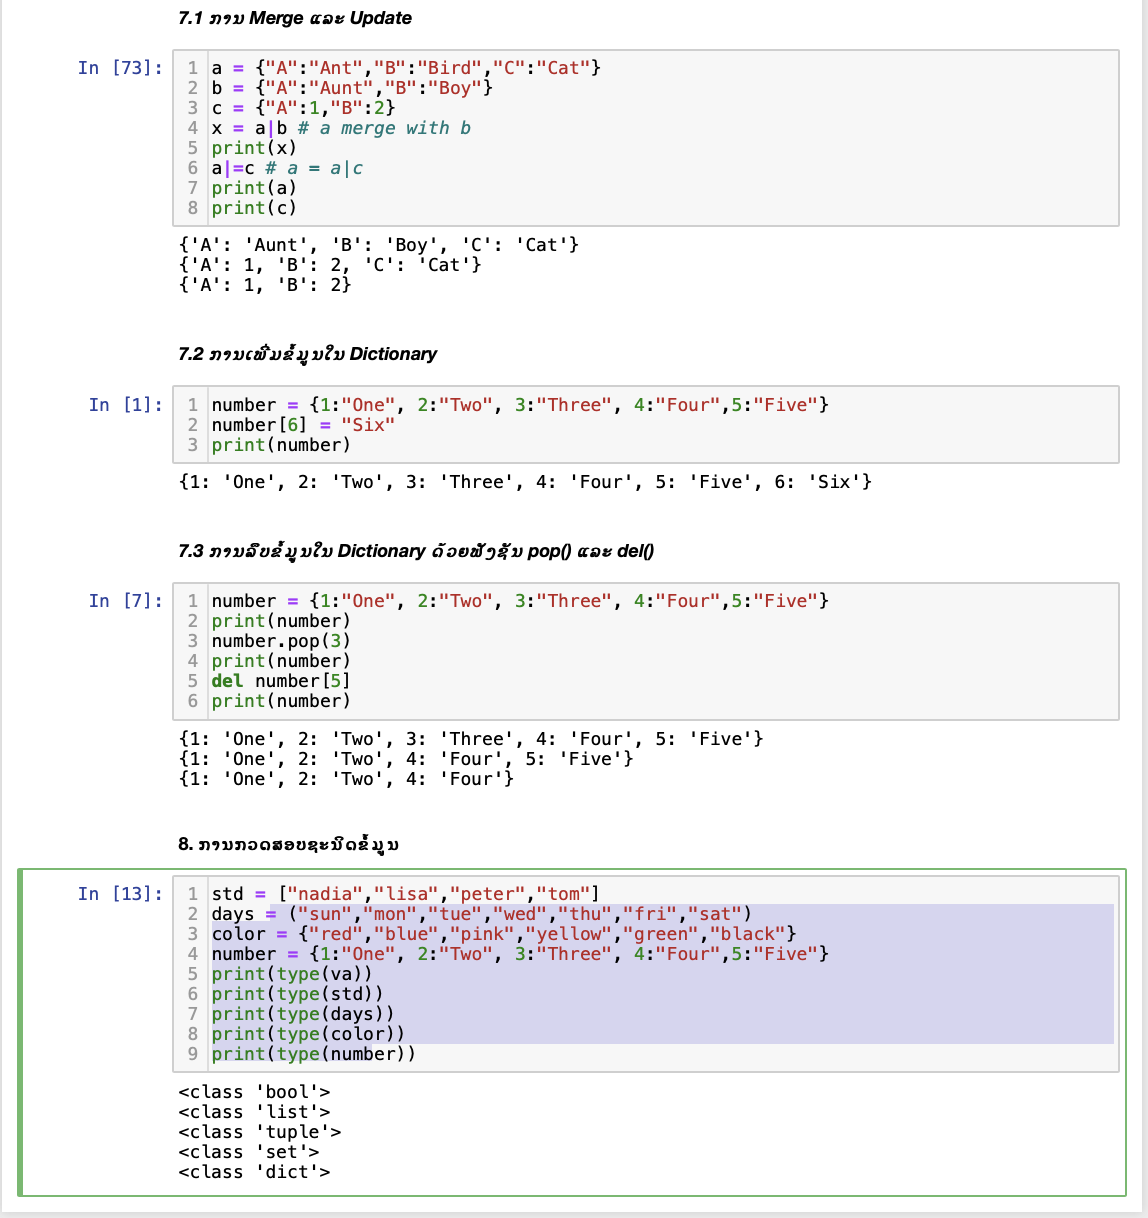 7.1 ການ Merge ແລະ Update
In [73]:
1 a = {"A":"Ant","B":"Bird","C":"Cat"}
2 b = {"A":"Aunt","B":"Boy"}
3 c = {"A":1,"B":2}
4 x = a|b # a merge with b
5 print(x)
6 a|=c # a = a|c
7 print(a)
8 print(c)
{'A': 'Aunt', 'B': 'Boy', 'C': 'Cat'}
{'A': 1, 'B': 2, 'C': 'Cat'}
{'A': 1, 'B': 2}
7.2 ການເພີ່ມຂໍ້ມູນໃນ Dictionary
In [1]:
1 number = {1:"One", 2:"Two", 3:"Three", 4:"Four",5:"Five"}
2 number[6] = "Six"
3 print(number)
{1: 'One', 2: 'Two', 3: 'Three', 4: 'Four', 5: 'Five', 6: 'Six'}
7.3 ການລຶບຂໍ້ມູນໃນ Dictionary ດ້ວຍຟັງຊັນ pop() ແລະ del()
In [7]:
1 number = {1:"One", 2:"Two", 3:"Three", 4:"Four",5:"Five"}
2 print(number)
3 number.pop(3)
4 print(number)
5 del number[5]
6 print(number)
{1: 'One', 2: 'Two', 3: 'Three', 4: 'Four', 5: 'Five'}
{1: 'One', 2: 'Two', 4: 'Four', 5: 'Five'}
{1: 'One', 2: 'Two', 4: 'Four'}
8. ການກວດສອບຊະນິດຂໍ້ມູນ
In [13]:
1 std = ["nadia","lisa","peter","tom"]
2 days = ("sun","mon","tue","wed","thu","fri","sat")
3 color = {"red","blue","pink","yellow","green","black"}
4 number = {1:"One", 2:"Two", 3:"Three", 4:"Four",5:"Five"}
5 print(type(va))
6 print(type(std))
7 print(type(days))
8 print(type(color))
9 print(type(number))
<class 'bool'>
<class 'list'>
<class 'tuple'>
<class 'set'>
<class 'dict'>